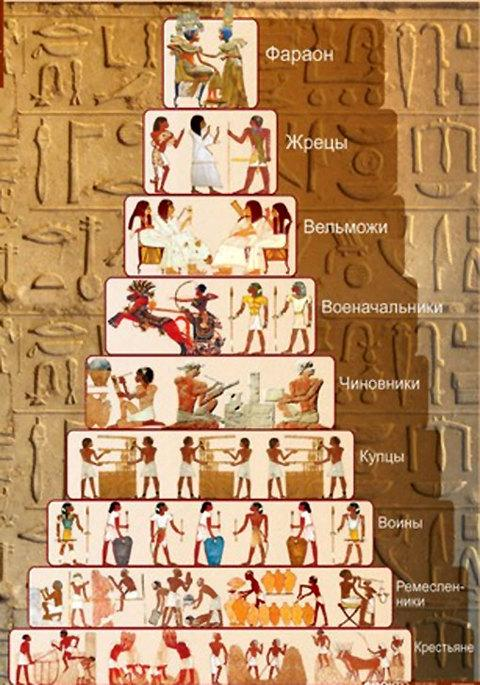 Фараон
Жрецы
Вельможи
Военачальники
Чиновники
Купцы
Воины
Ремеслен-
ники
Крестьяне